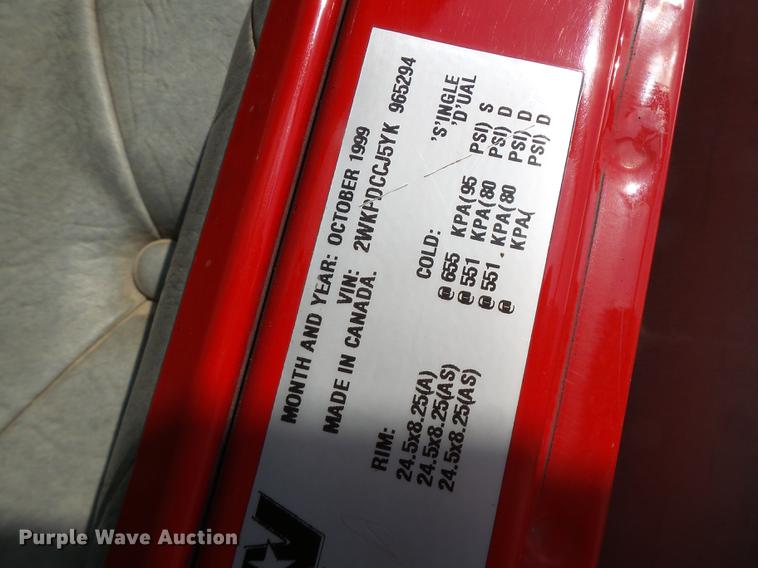 MONTH AND YEAR: OCTOBER 1999
VIN: 2WKPDCCJ5YK 965294
MADE IN CANADA.
RIM: COLD: 'S'INGLE
'D'UAL
24.5x8.25(A) @ 655 KPA(95 PSI) S
24.5x8.25(AS) @ 551 KPA(80 PSI) D
24.5x8.25(AS) @ 551 KPA(80 PSI) D
@ KPA( PSI) D
Purple Wave Auction